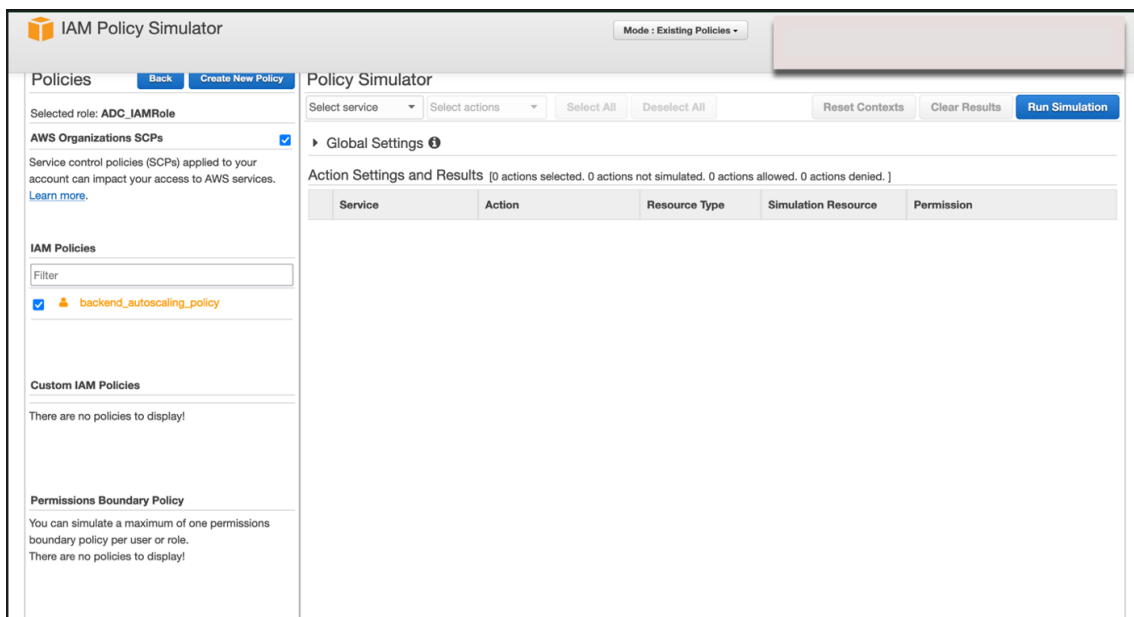 IAM Policy Simulator
Mode : Existing Policies
Policies
Back
Create New Policy
Selected role: ADC_IAMRole
AWS Organizations SCPs
Service control policies (SCPs) applied to your
account can impact your access to AWS services.
Learn more.
IAM Policies
Filter
backend_autoscaling_policy
Custom IAM Policies
There are no policies to display!
Permissions Boundary Policy
You can simulate a maximum of one permissions
boundary policy per user or role.
There are no policies to display!
Policy Simulator
Select service
Select actions
Select All
Deselect All
Reset Contexts
Clear Results
Run Simulation
Global Settings
Action Settings and Results [0 actions selected. 0 actions not simulated. 0 actions allowed. 0 actions denied. ]
Service Action Resource Type Simulation Resource Permission